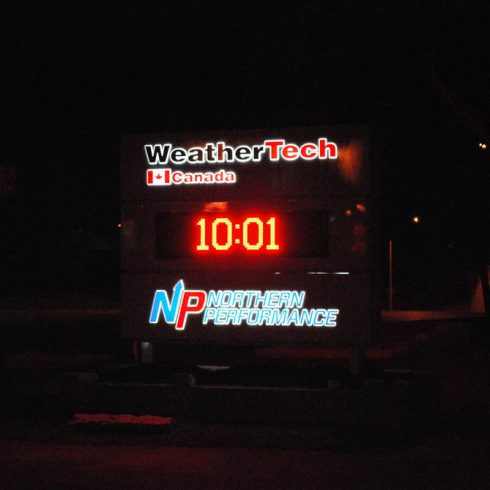 WeatherTech
Canada
10:01
NP NORTHERN
PERFORMANCE